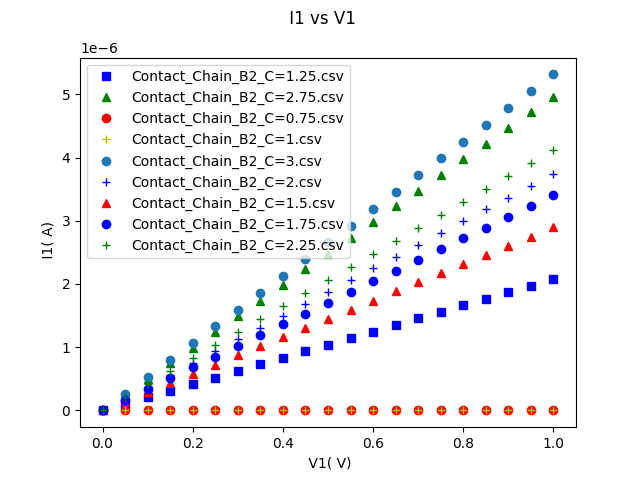 I1 vs V1
1e−6
Contact_Chain_B2_C=1.25.csv
Contact_Chain_B2_C=2.75.csv
Contact_Chain_B2_C=0.75.csv
Contact_Chain_B2_C=1.csv
Contact_Chain_B2_C=3.csv
Contact_Chain_B2_C=2.csv
Contact_Chain_B2_C=1.5.csv
Contact_Chain_B2_C=1.75.csv
Contact_Chain_B2_C=2.25.csv
I1( A)
5
4
3
2
1
0
0.0 0.2 0.4 0.6 0.8 1.0
V1( V)